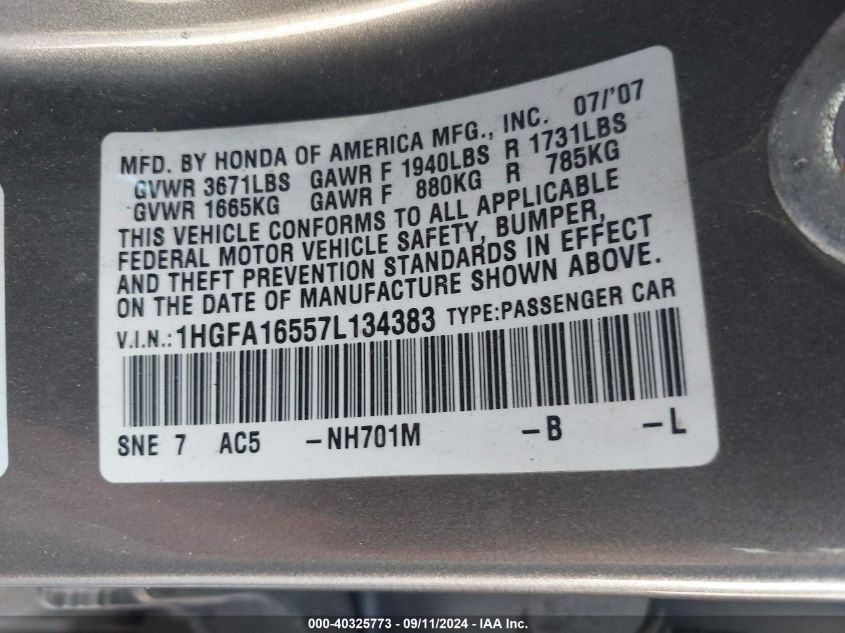 MFD. BY HONDA OF AMERICA MFG., INC. 07/'07
GVWR 3671LBS GAWR F 1940LBS R 1731LBS
GVWR 1665KG GAWR F 880KG R 785KG
THIS VEHICLE CONFORMS TO ALL APPLICABLE
FEDERAL MOTOR VEHICLE SAFETY, BUMPER,
AND THEFT PREVENTION STANDARDS IN EFFECT
ON THE DATE OF MANUFACTURE SHOWN ABOVE.
V.I.N.: 1HGFA16557L134383 TYPE:PASSENGER CAR
SNE 7 AC5 -NH701M -B -L
000-40325773 - 09/11/2024 - IAA Inc.